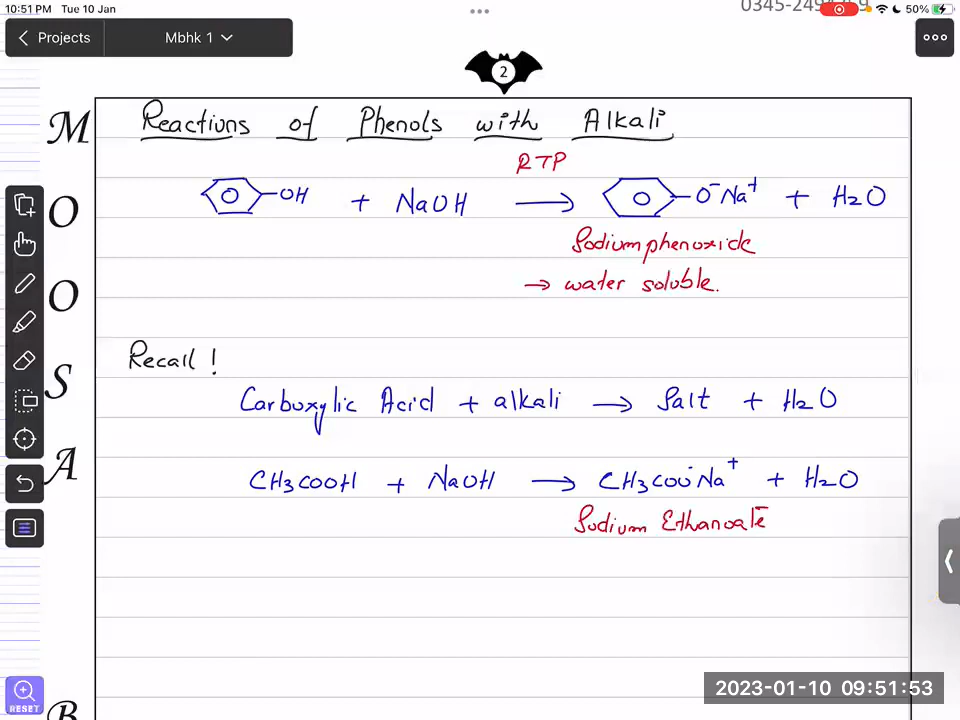 10:51 PM Tue 10 Jan
50%
Projects
Mbhk 1
2
Reactions of Phenols with Alkali
RTP
OH + NaOH → O⁻Na⁺ + H₂O
Sodium phenoxide
→ water soluble.
Recall !
Carboxylic Acid + alkali → Salt + H₂O
CH₃COOH + NaOH → CH₃COO⁻Na⁺ + H₂O
Sodium Ethanoate
M
O
O
S
A
B
RESET
2023-01-10 09:51:53